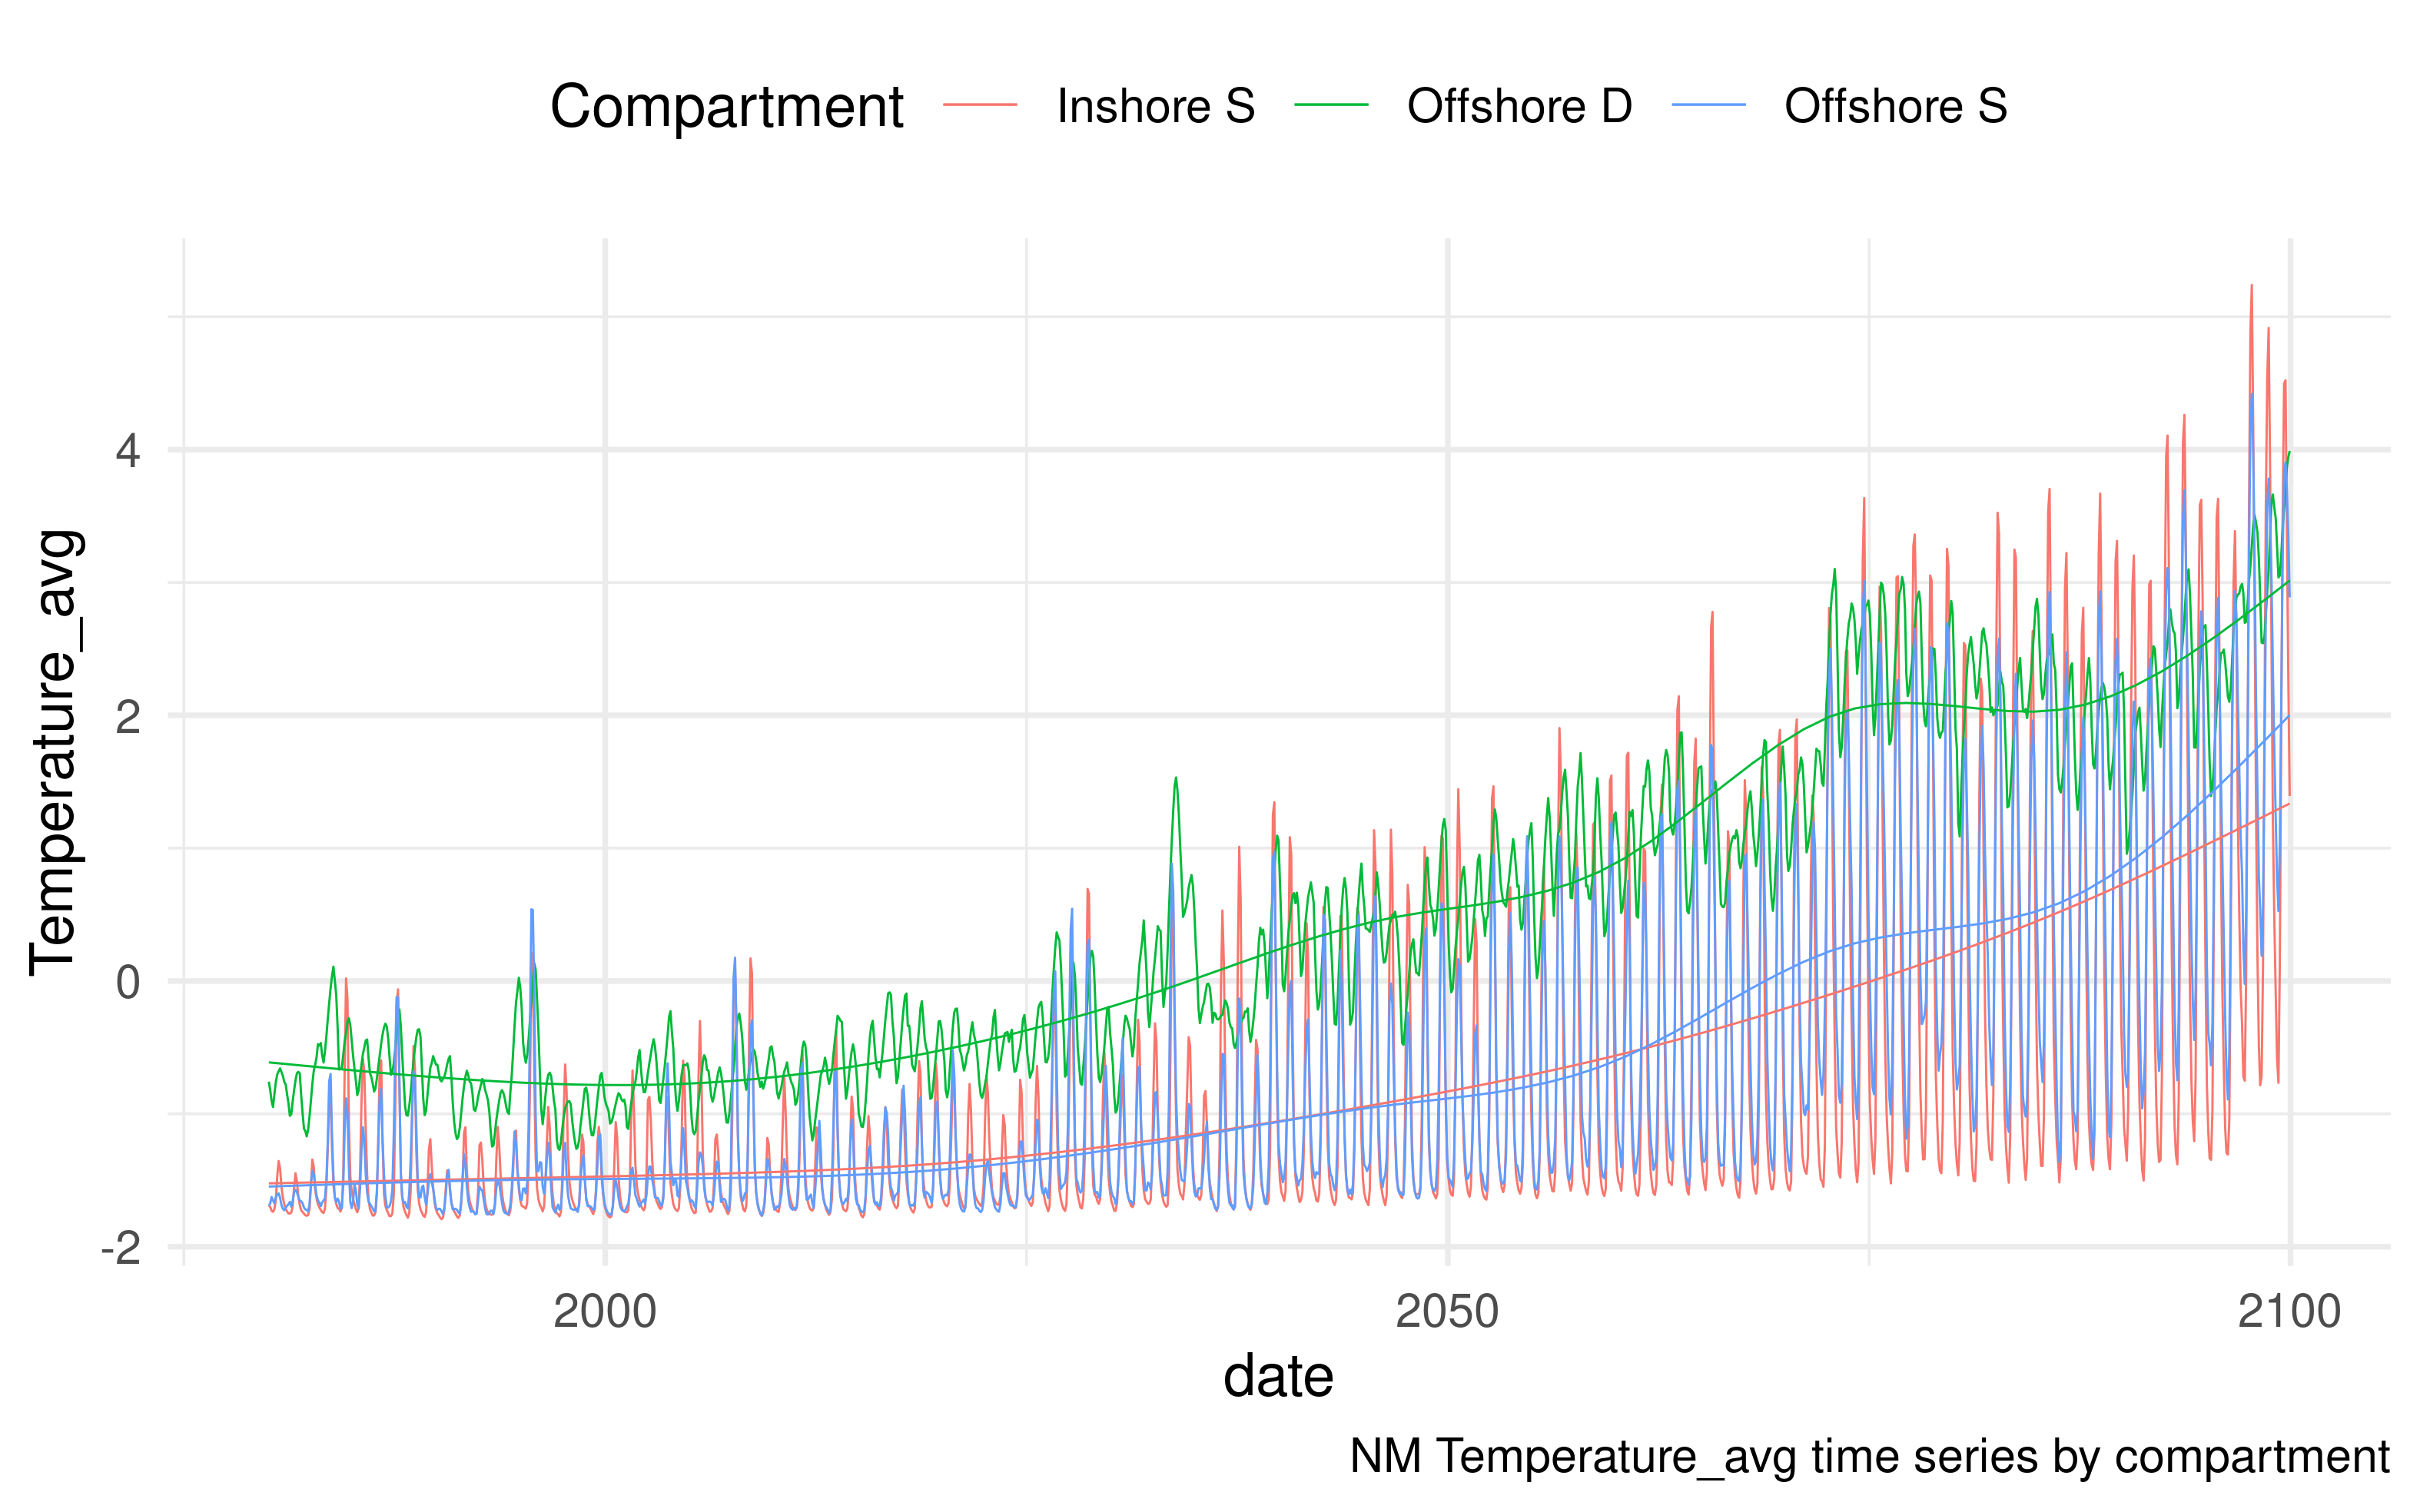 Compartment Inshore S Offshore D Offshore S
Temperature_avg
4
2
0
-2
2000 2050 2100
date
NM Temperature_avg time series by compartment